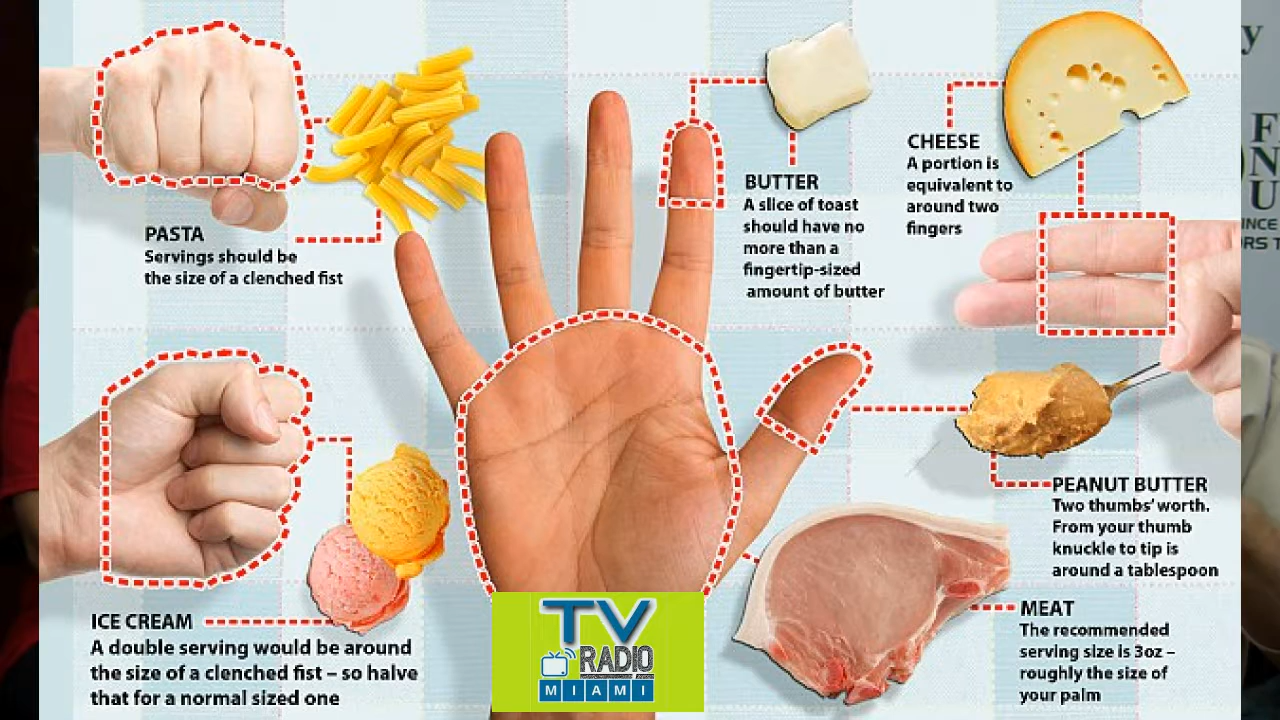 PASTA
Servings should be
the size of a clenched fist
BUTTER
A slice of toast
should have no
more than a
fingertip-sized
amount of butter
CHEESE
A portion is
equivalent to
around two
fingers
ICE CREAM
A double serving would be around
the size of a clenched fist – so halve
that for a normal sized one
PEANUT BUTTER
Two thumbs' worth.
From your thumb
knuckle to tip is
around a tablespoon
MEAT
The recommended
serving size is 3oz –
roughly the size of
your palm
TV
RADIO
MIAMI
y
F
N
U
INCE
RS T